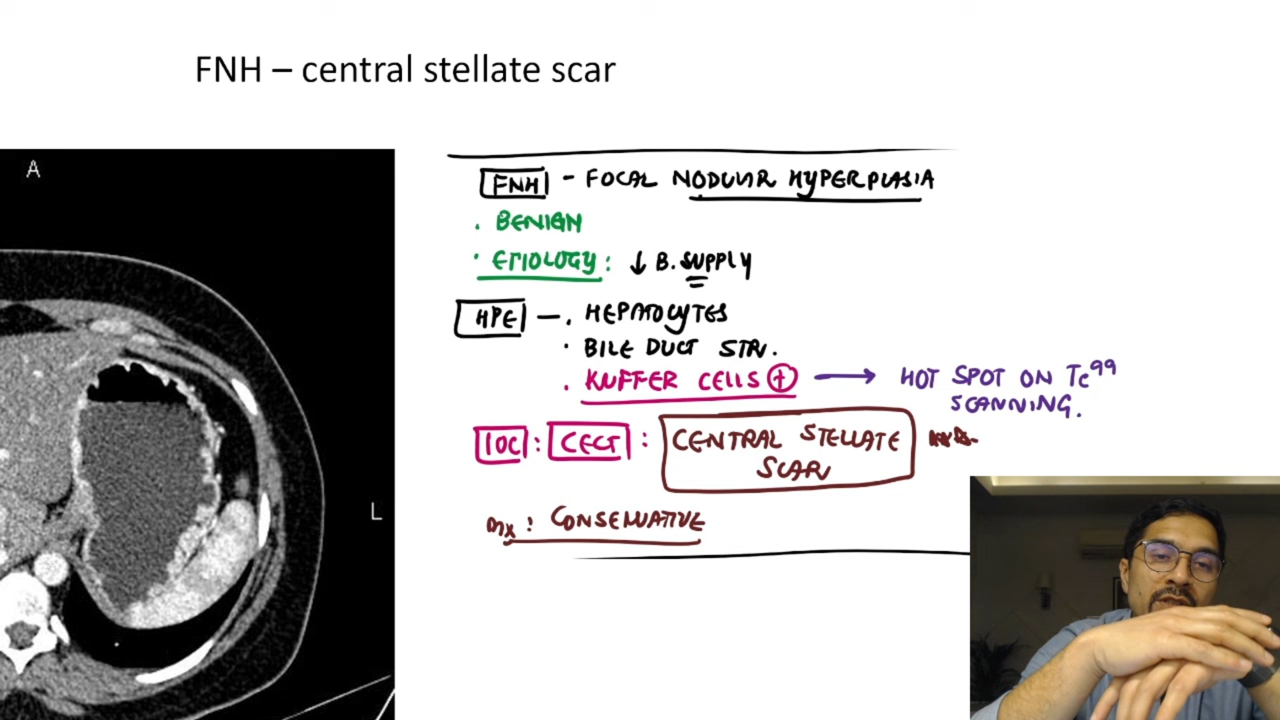 FNH – central stellate scar
A
L
FNH - FOCAL NODULAR HYPERPLASIA
. BENIGN
. ETIOLOGY : ↓ B. SUPPLY
HPE — . HEPATOCYTES
. BILE DUCT STR.
. KUFFER CELLS ⊕ → HOT SPOT ON Tc⁹⁹
SCANNING.
IOC : CECT : CENTRAL STELLATE
SCAR
Mx : CONSERVATIVE